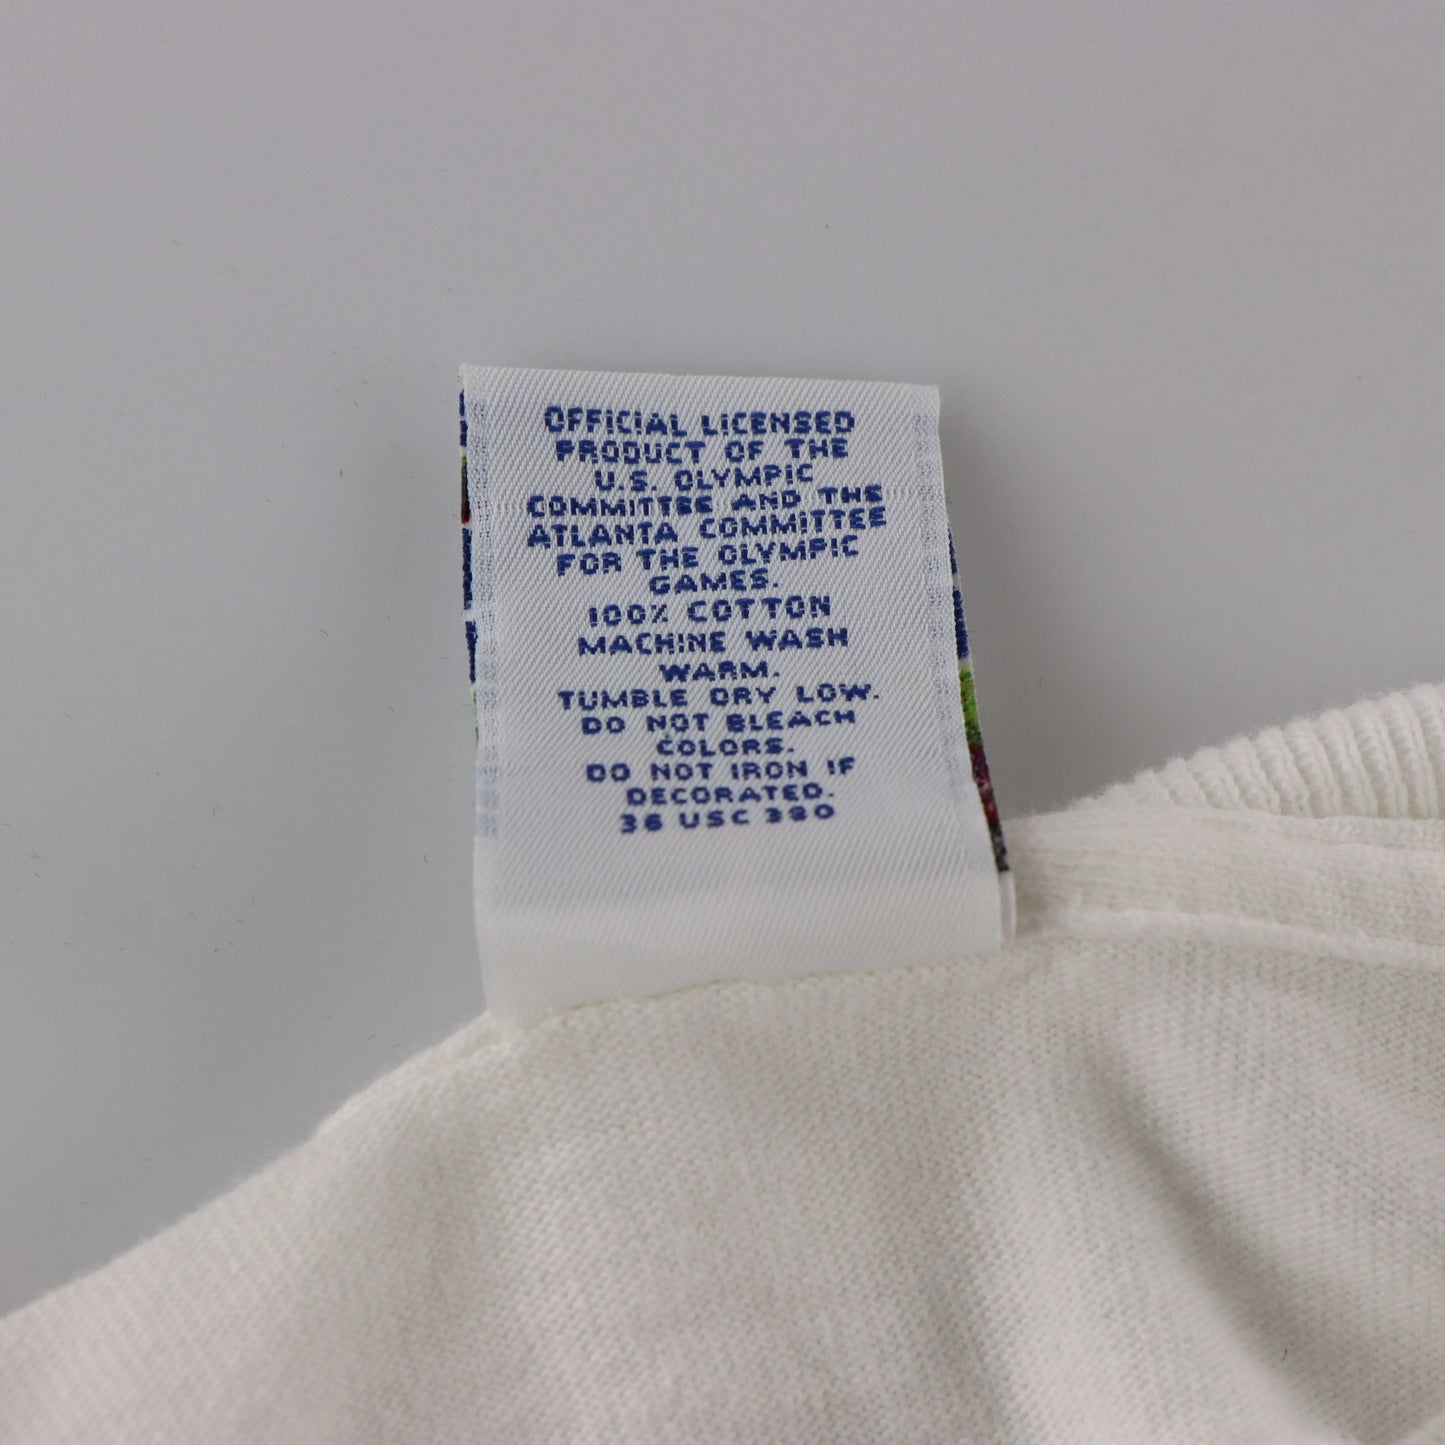 OFFICIAL LICENSED
PRODUCT OF THE
U.S. OLYMPIC
COMMITTEE AND THE
ATLANTA COMMITTEE
FOR THE OLYMPIC
GAMES.
100% COTTON
MACHINE WASH
WARM.
TUMBLE DRY LOW.
DO NOT BLEACH
COLORS.
DO NOT IRON IF
DECORATED.
36 USC 380